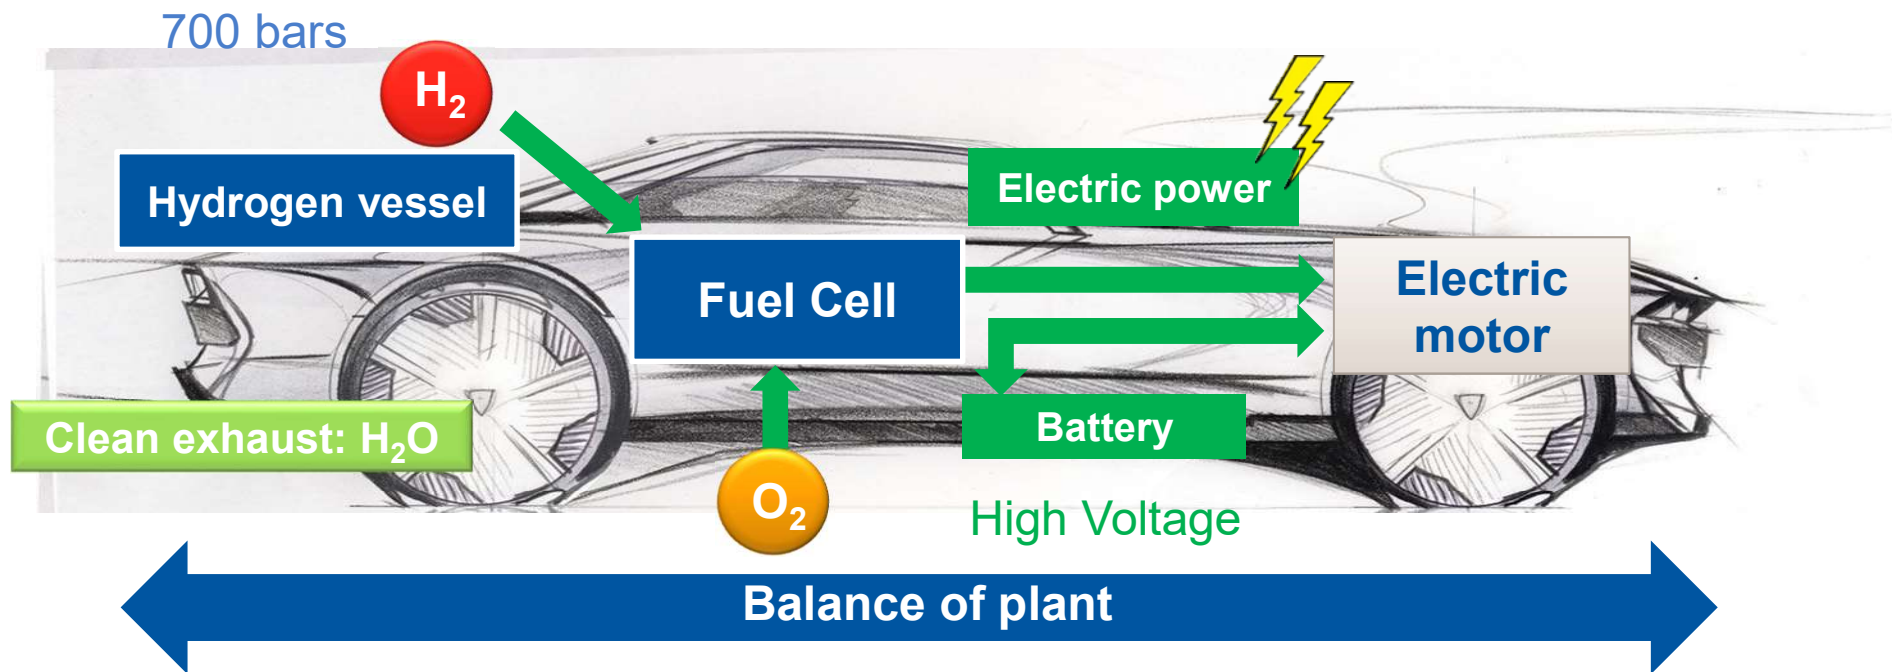 700 bars
H₂
Hydrogen vessel
Electric power
Fuel Cell
Electric
motor
Clean exhaust: H₂O
Battery
O₂
High Voltage
Balance of plant